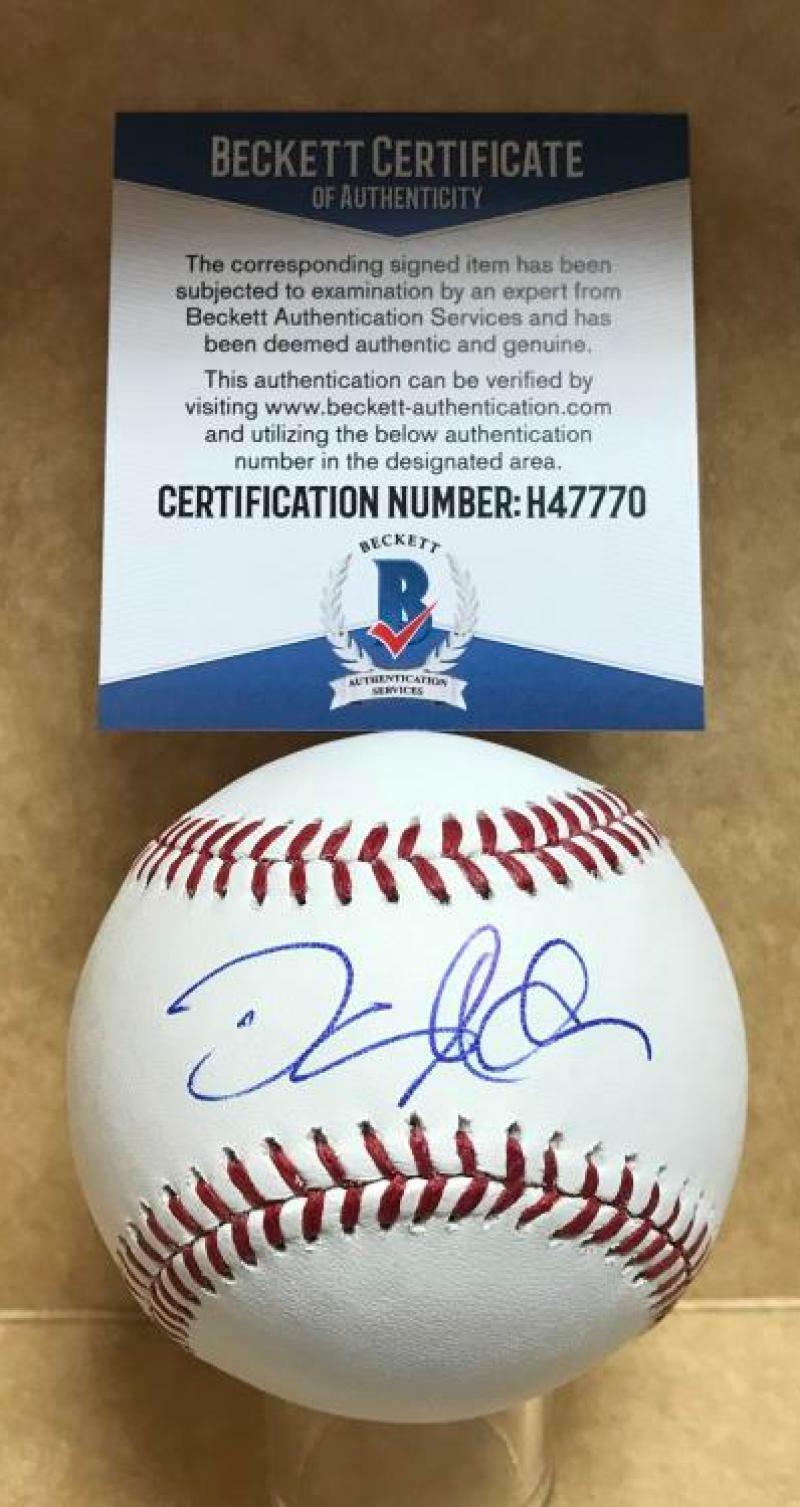 BECKETT CERTIFICATE
OF AUTHENTICITY
The corresponding signed item has been
subjected to examination by an expert from
Beckett Authentication Services and has
been deemed authentic and genuine.
This authentication can be verified by
visiting www.beckett-authentication.com
and utilizing the below authentication
number in the designated area.
CERTIFICATION NUMBER: H47770
BECKETT
B
AUTHENTICATION
SERVICES